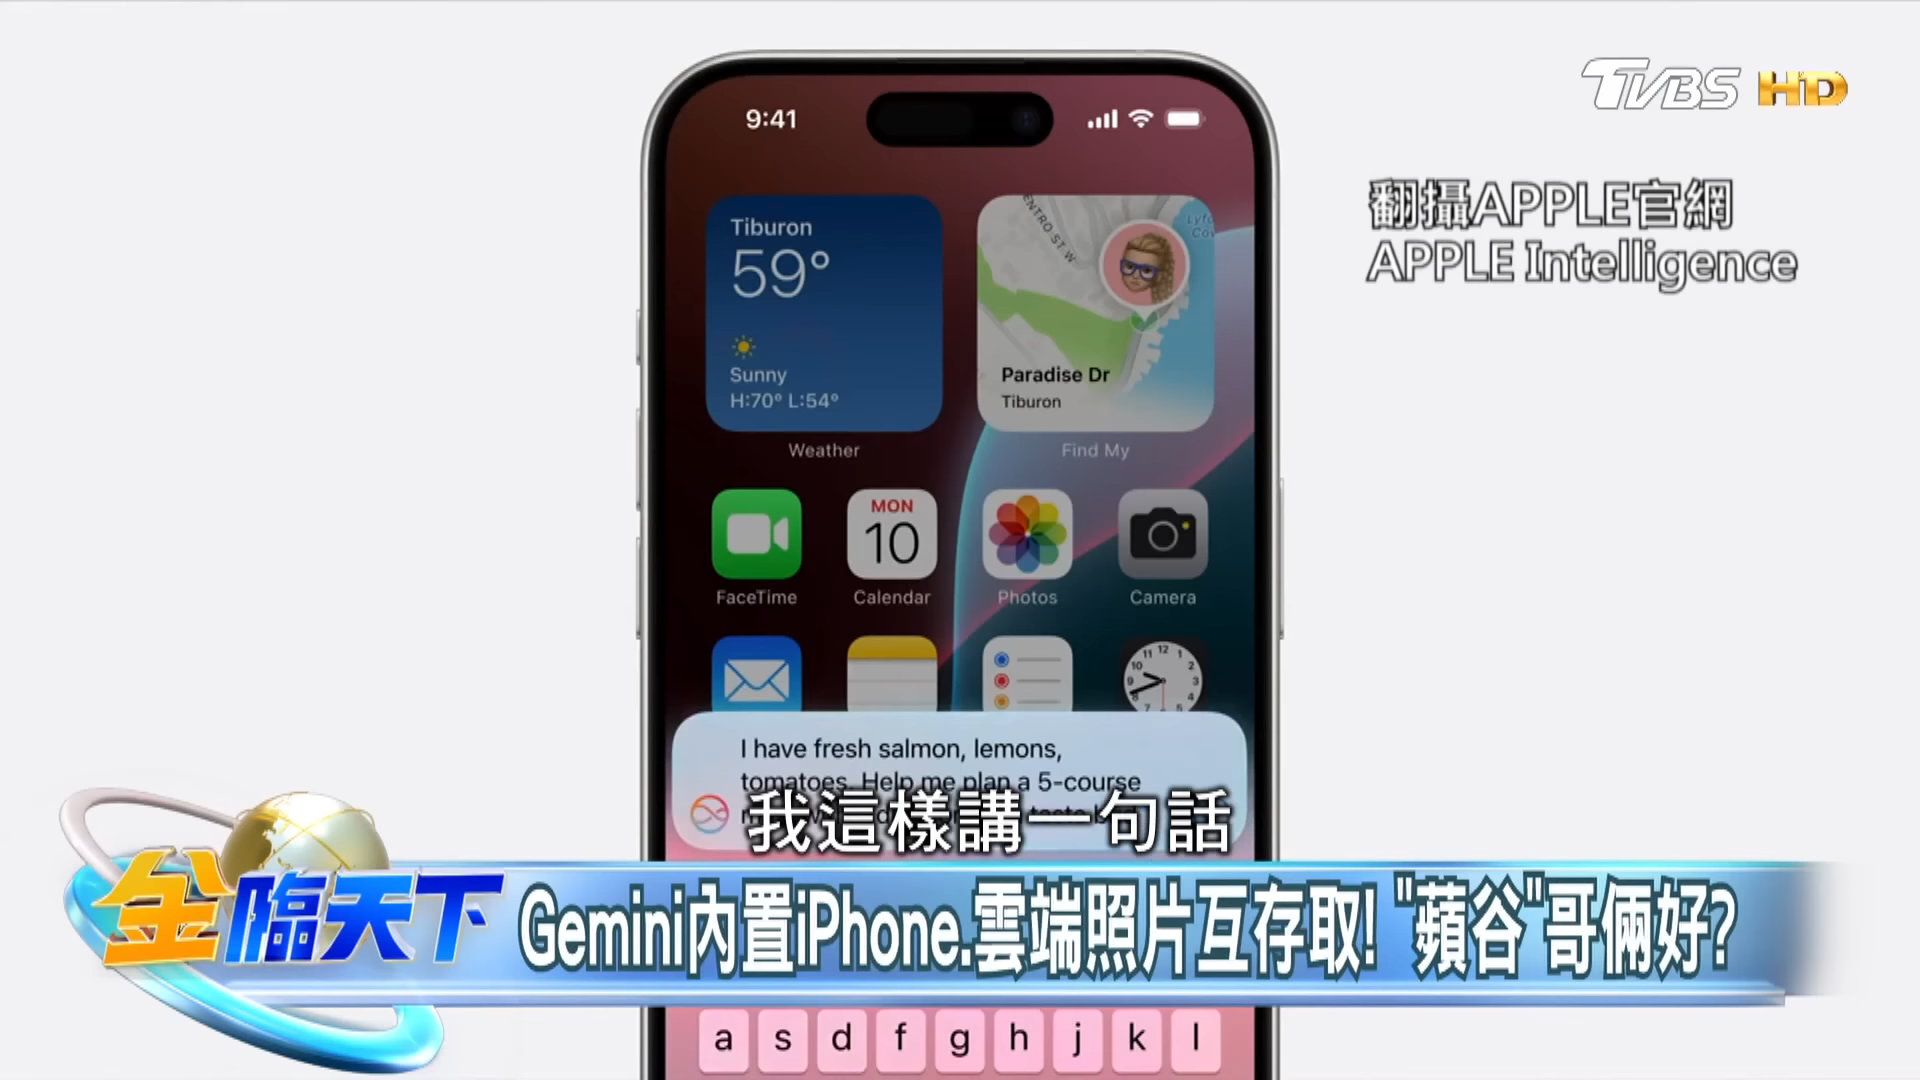 TVBS HD
翻攝APPLE官網
APPLE Intelligence
9:41
Tiburon
59°
Sunny
H:70° L:54°
Weather
Paradise Dr
Tiburon
Find My
MON
10
FaceTime
Calendar
Photos
Camera
I have fresh salmon, lemons,
tomatoes. Help me plan a 5-course
我這樣講一句話
金臨天下
Gemini內置iPhone.雲端照片互存取! "蘋谷"哥倆好?
a s d f g h j k l